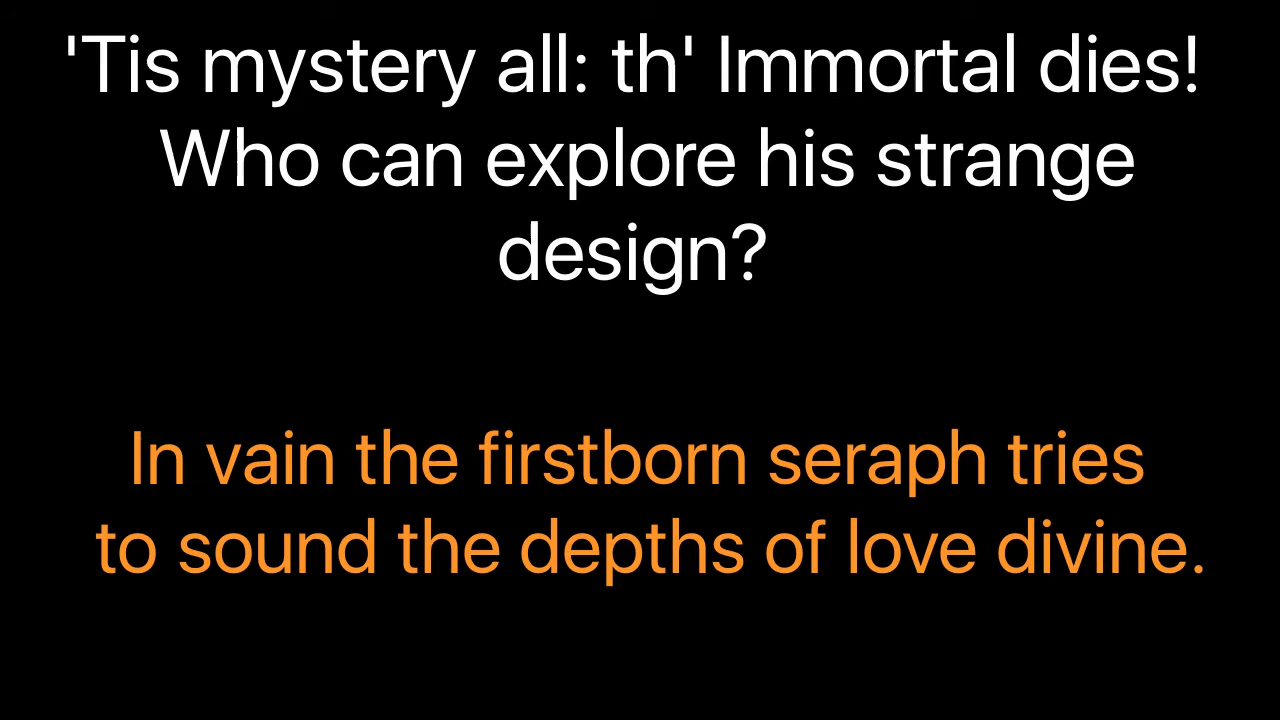 'Tis mystery all: th' Immortal dies!
Who can explore his strange
design?
In vain the firstborn seraph tries
to sound the depths of love divine.